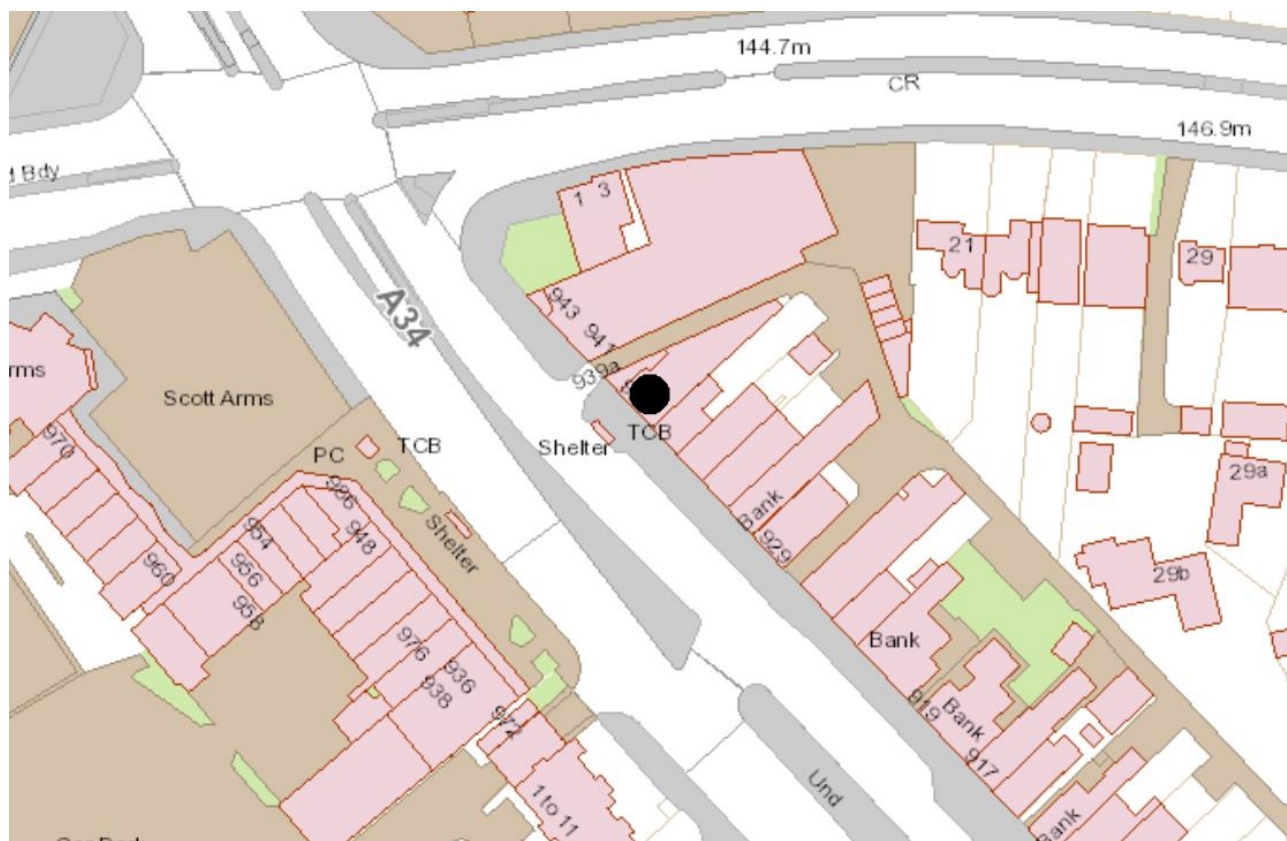 144.7m
CR
146.9m
d Bdy
1
3
21
29
943
A34
941
939a
rms
Scott Arms
970
TCB
Shelter
TCB
PC
986
29a
954
948
Shelter
Bank
929
960
956
29b
958
976
936
938
Bank
919
Bank
972
917
Und
1to 11
Bank